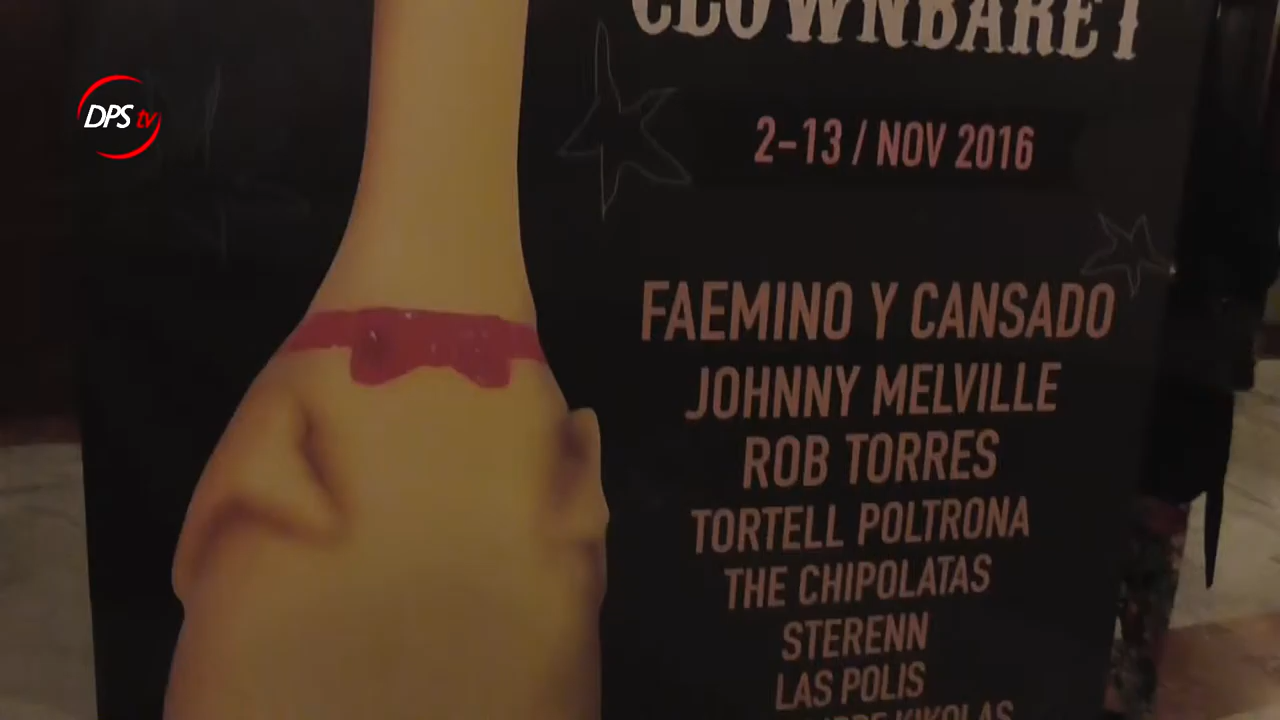 CLOWNBARET
DPS tv
2-13 / NOV 2016
FAEMINO Y CANSADO
JOHNNY MELVILLE
ROB TORRES
TORTELL POLTRONA
THE CHIPOLATAS
STERENN
LAS POLIS
KIKOLAS